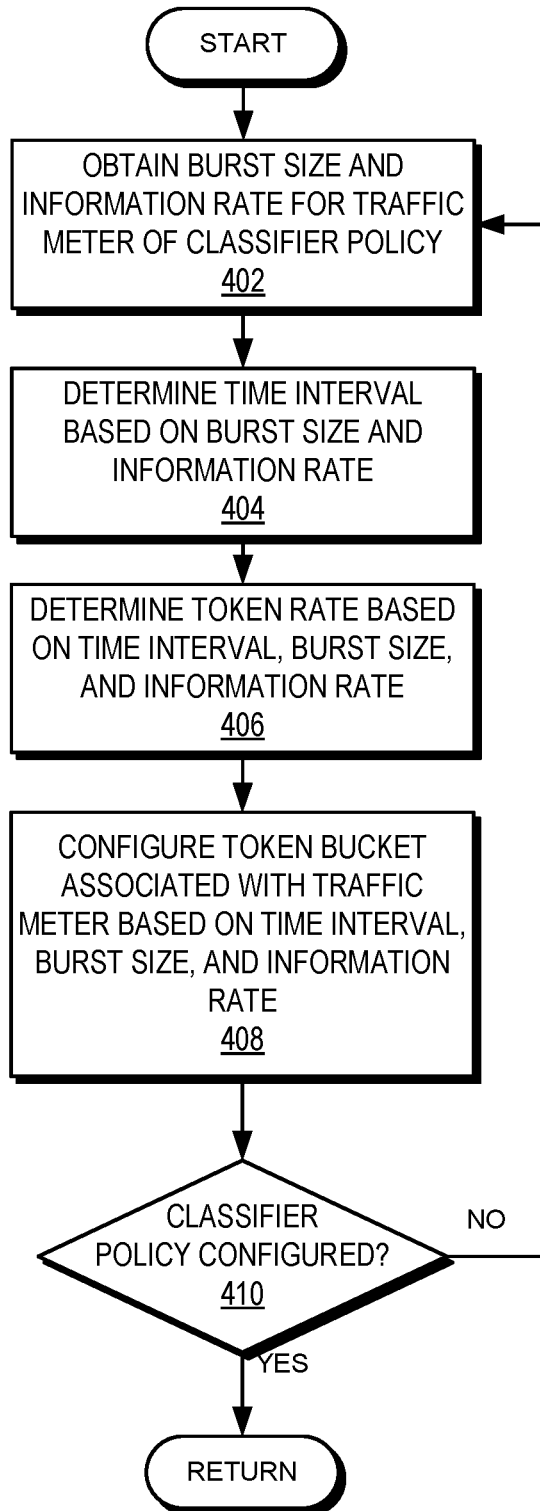 START
OBTAIN BURST SIZE AND
INFORMATION RATE FOR TRAFFIC
METER OF CLASSIFIER POLICY
402
DETERMINE TIME INTERVAL
BASED ON BURST SIZE AND
INFORMATION RATE
404
DETERMINE TOKEN RATE BASED
ON TIME INTERVAL, BURST SIZE,
AND INFORMATION RATE
406
CONFIGURE TOKEN BUCKET
ASSOCIATED WITH TRAFFIC
METER BASED ON TIME INTERVAL,
BURST SIZE, AND INFORMATION
RATE
408
CLASSIFIER
POLICY CONFIGURED?
410
NO
YES
RETURN